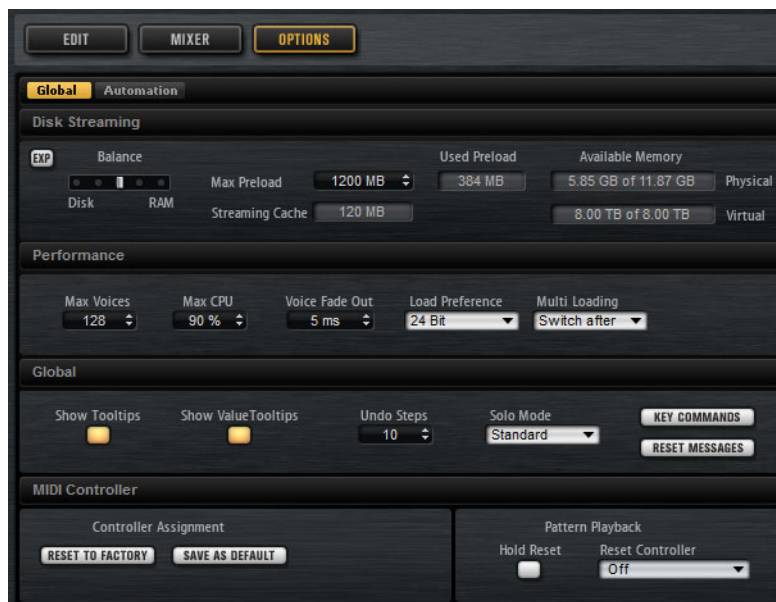 EDIT MIXER OPTIONS
Global Automation
Disk Streaming
EXP Balance Used Preload Available Memory
Max Preload 1200 MB 384 MB 5.85 GB of 11.87 GB Physical
Disk RAM Streaming Cache 120 MB 8.00 TB of 8.00 TB Virtual
Performance
Max Voices Max CPU Voice Fade Out Load Preference Multi Loading
128 90 % 5 ms 24 Bit Switch after
Global
Show Tooltips Show ValueTooltips Undo Steps Solo Mode KEY COMMANDS
10 Standard
RESET MESSAGES
MIDI Controller
Controller Assignment Pattern Playback
RESET TO FACTORY SAVE AS DEFAULT Hold Reset Reset Controller
Off